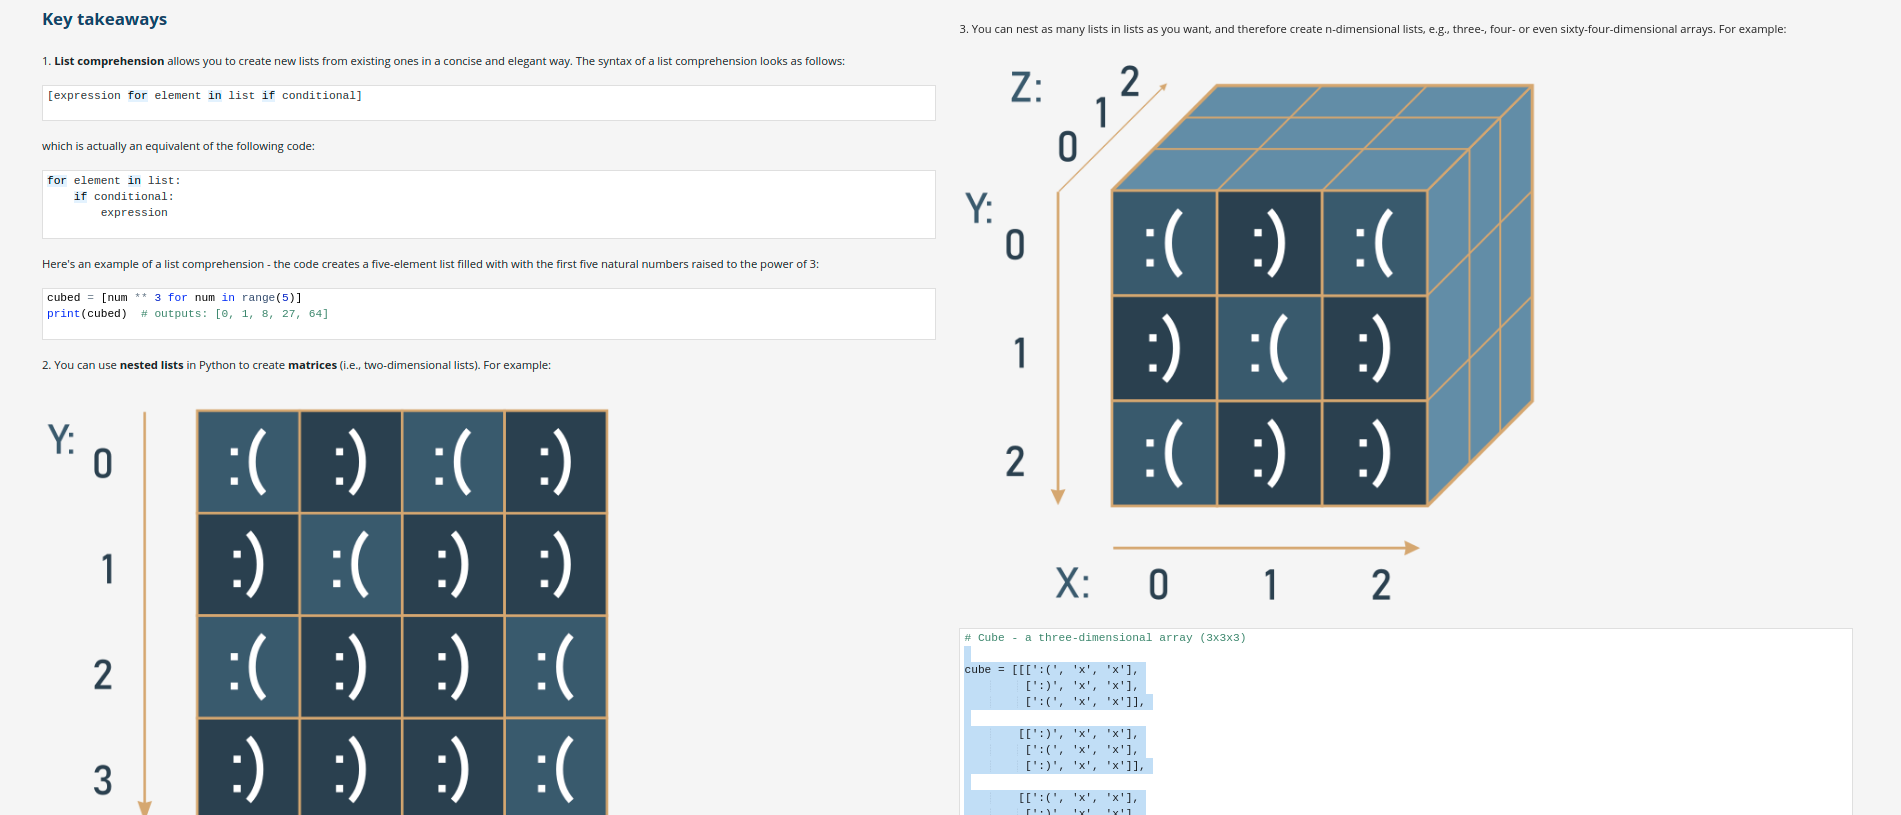 Key takeaways
1. List comprehension allows you to create new lists from existing ones in a concise and elegant way. The syntax of a list comprehension looks as follows:
[expression for element in list if conditional]
which is actually an equivalent of the following code:
for element in list:
    if conditional:
        expression
Here's an example of a list comprehension - the code creates a five-element list filled with with the first five natural numbers raised to the power of 3:
cubed = [num ** 3 for num in range(5)]
print(cubed)  # outputs: [0, 1, 8, 27, 64]
2. You can use nested lists in Python to create matrices (i.e., two-dimensional lists). For example:
Y:
0 :( :) :( :)
1 :) :( :) :)
2 :( :) :) :(
3 :) :) :) :(
3. You can nest as many lists in lists as you want, and therefore create n-dimensional lists, e.g., three-, four- or even sixty-four-dimensional arrays. For example:
Z: 0 1 2
Y:
0 :( :) :(
1 :) :( :)
2 :( :) :)
X: 0 1 2
# Cube - a three-dimensional array (3x3x3)
cube = [[[':(', 'x', 'x'],
         [':)', 'x', 'x'],
         [':(', 'x', 'x']],
        [[':)', 'x', 'x'],
         [':(', 'x', 'x'],
         [':)', 'x', 'x']],
        [[':(', 'x', 'x'],
         [':)', 'x', 'x'],